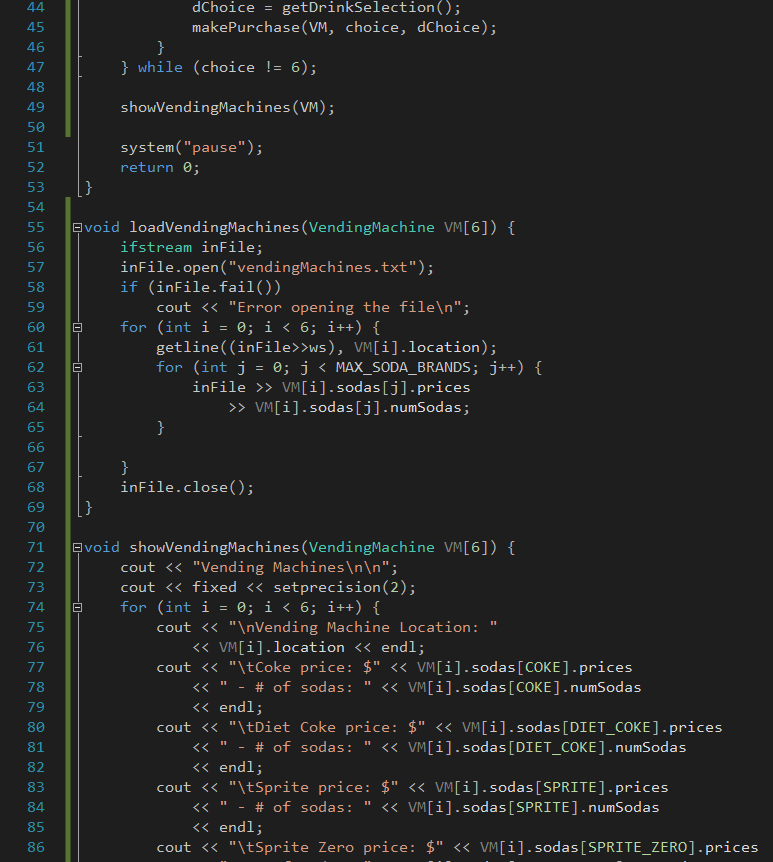 44 dChoice = getDrinkSelection();
45 makePurchase(VM, choice, dChoice);
46 }
47 } while (choice != 6);
48
49 showVendingMachines(VM);
50
51 system("pause");
52 return 0;
53 }
54
55 void loadVendingMachines(VendingMachine VM[6]) {
56 ifstream inFile;
57 inFile.open("vendingMachines.txt");
58 if (inFile.fail())
59 cout << "Error opening the file\n";
60 for (int i = 0; i < 6; i++) {
61 getline((inFile>>ws), VM[i].location);
62 for (int j = 0; j < MAX_SODA_BRANDS; j++) {
63 inFile >> VM[i].sodas[j].prices
64 >> VM[i].sodas[j].numSodas;
65 }
66
67 }
68 inFile.close();
69 }
70
71 void showVendingMachines(VendingMachine VM[6]) {
72 cout << "Vending Machines\n\n";
73 cout << fixed << setprecision(2);
74 for (int i = 0; i < 6; i++) {
75 cout << "\nVending Machine Location: "
76 << VM[i].location << endl;
77 cout << "\tCoke price: $" << VM[i].sodas[COKE].prices
78 << " - # of sodas: " << VM[i].sodas[COKE].numSodas
79 << endl;
80 cout << "\tDiet Coke price: $" << VM[i].sodas[DIET_COKE].prices
81 << " - # of sodas: " << VM[i].sodas[DIET_COKE].numSodas
82 << endl;
83 cout << "\tSprite price: $" << VM[i].sodas[SPRITE].prices
84 << " - # of sodas: " << VM[i].sodas[SPRITE].numSodas
85 << endl;
86 cout << "\tSprite Zero price: $" << VM[i].sodas[SPRITE_ZERO].prices